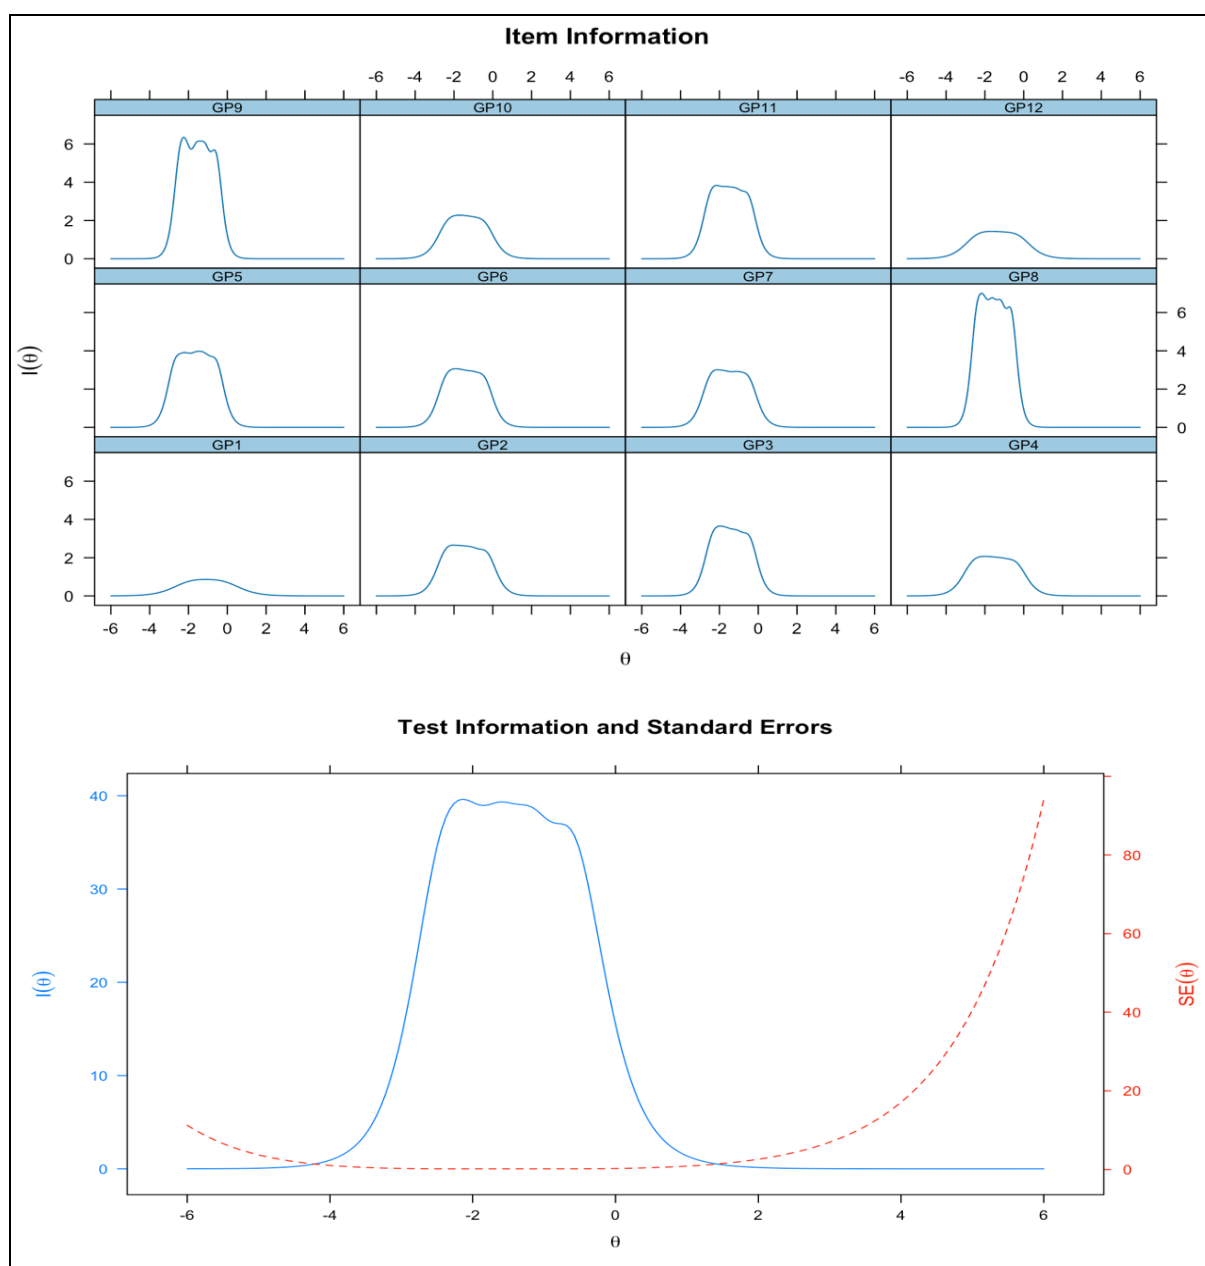 Item Information
-6 -4 -2 0 2 4 6 -6 -4 -2 0 2 4 6
GP9 GP10 GP11 GP12
6
4
2
0
GP5 GP6 GP7 GP8
6
4
2
0
I(θ)
GP1 GP2 GP3 GP4
6
4
2
0
-6 -4 -2 0 2 4 6 -6 -4 -2 0 2 4 6
θ
Test Information and Standard Errors
40
30
20
10
0
I(θ)
80
60
40
20
0
SE(θ)
-6 -4 -2 0 2 4 6
θ